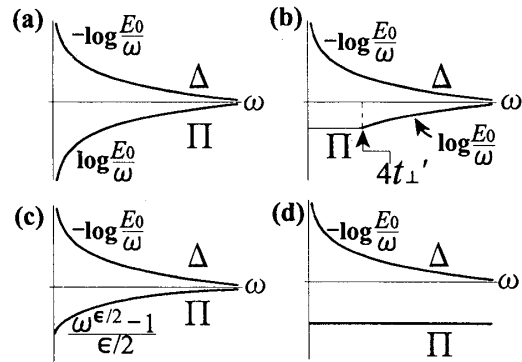 (a)
-log E₀/ω
Δ
ω
Π
log E₀/ω
(b)
-log E₀/ω
Δ
ω
Π
log E₀/ω
4t⊥′
(c)
-log E₀/ω
Δ
ω
Π
ω^{ϵ/2} -1
ϵ/2
(d)
-log E₀/ω
Δ
ω
Π